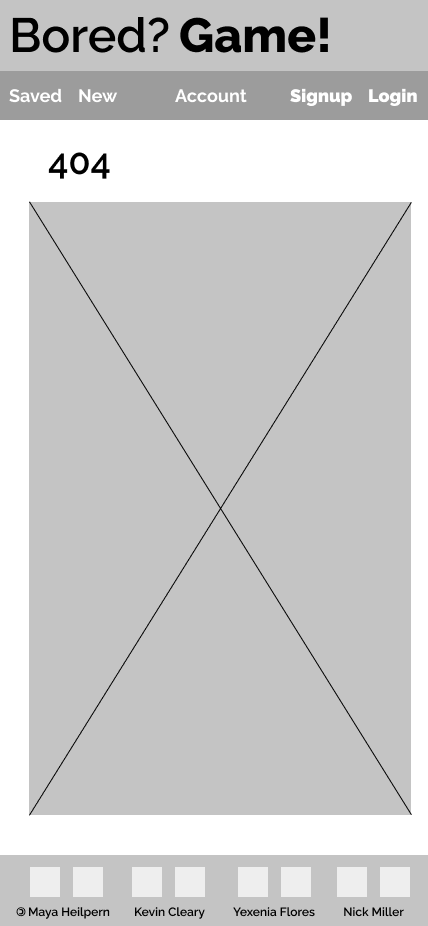 Bored? Game!
Saved New Account Signup Login
404
Maya Heilpern Kevin Cleary Yexenia Flores Nick Miller